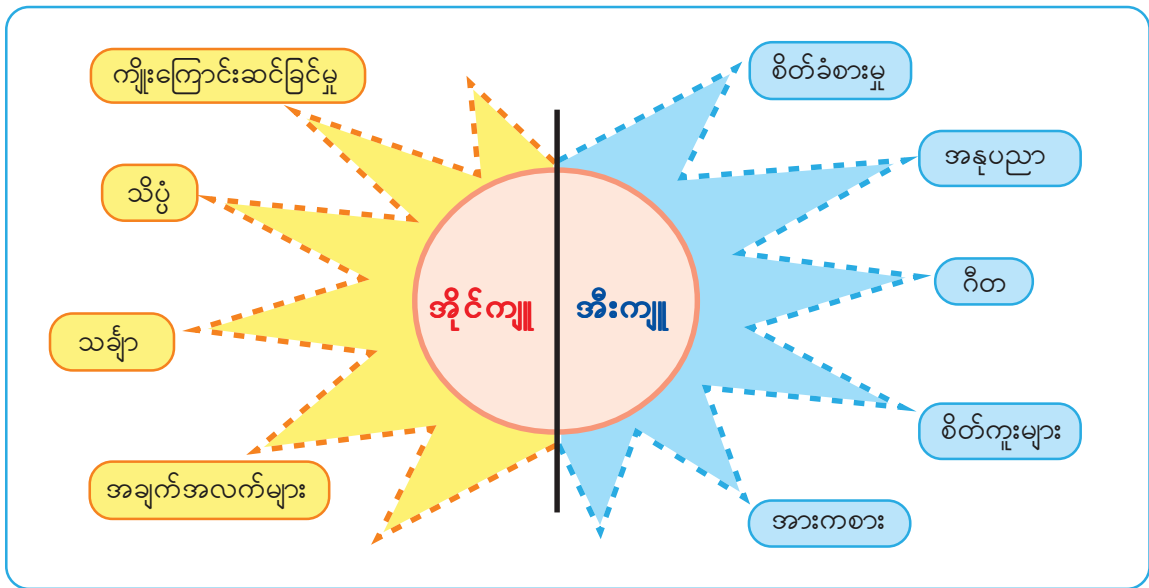 ကျိုးကြောင်းဆင်ခြင်မှု
သိပ္ပံ
သင်္ချာ
အချက်အလက်များ
အိုင်ကျူ
အီးကျူ
စိတ်ခံစားမှု
အနုပညာ
ဂီတ
စိတ်ကူးများ
အားကစား